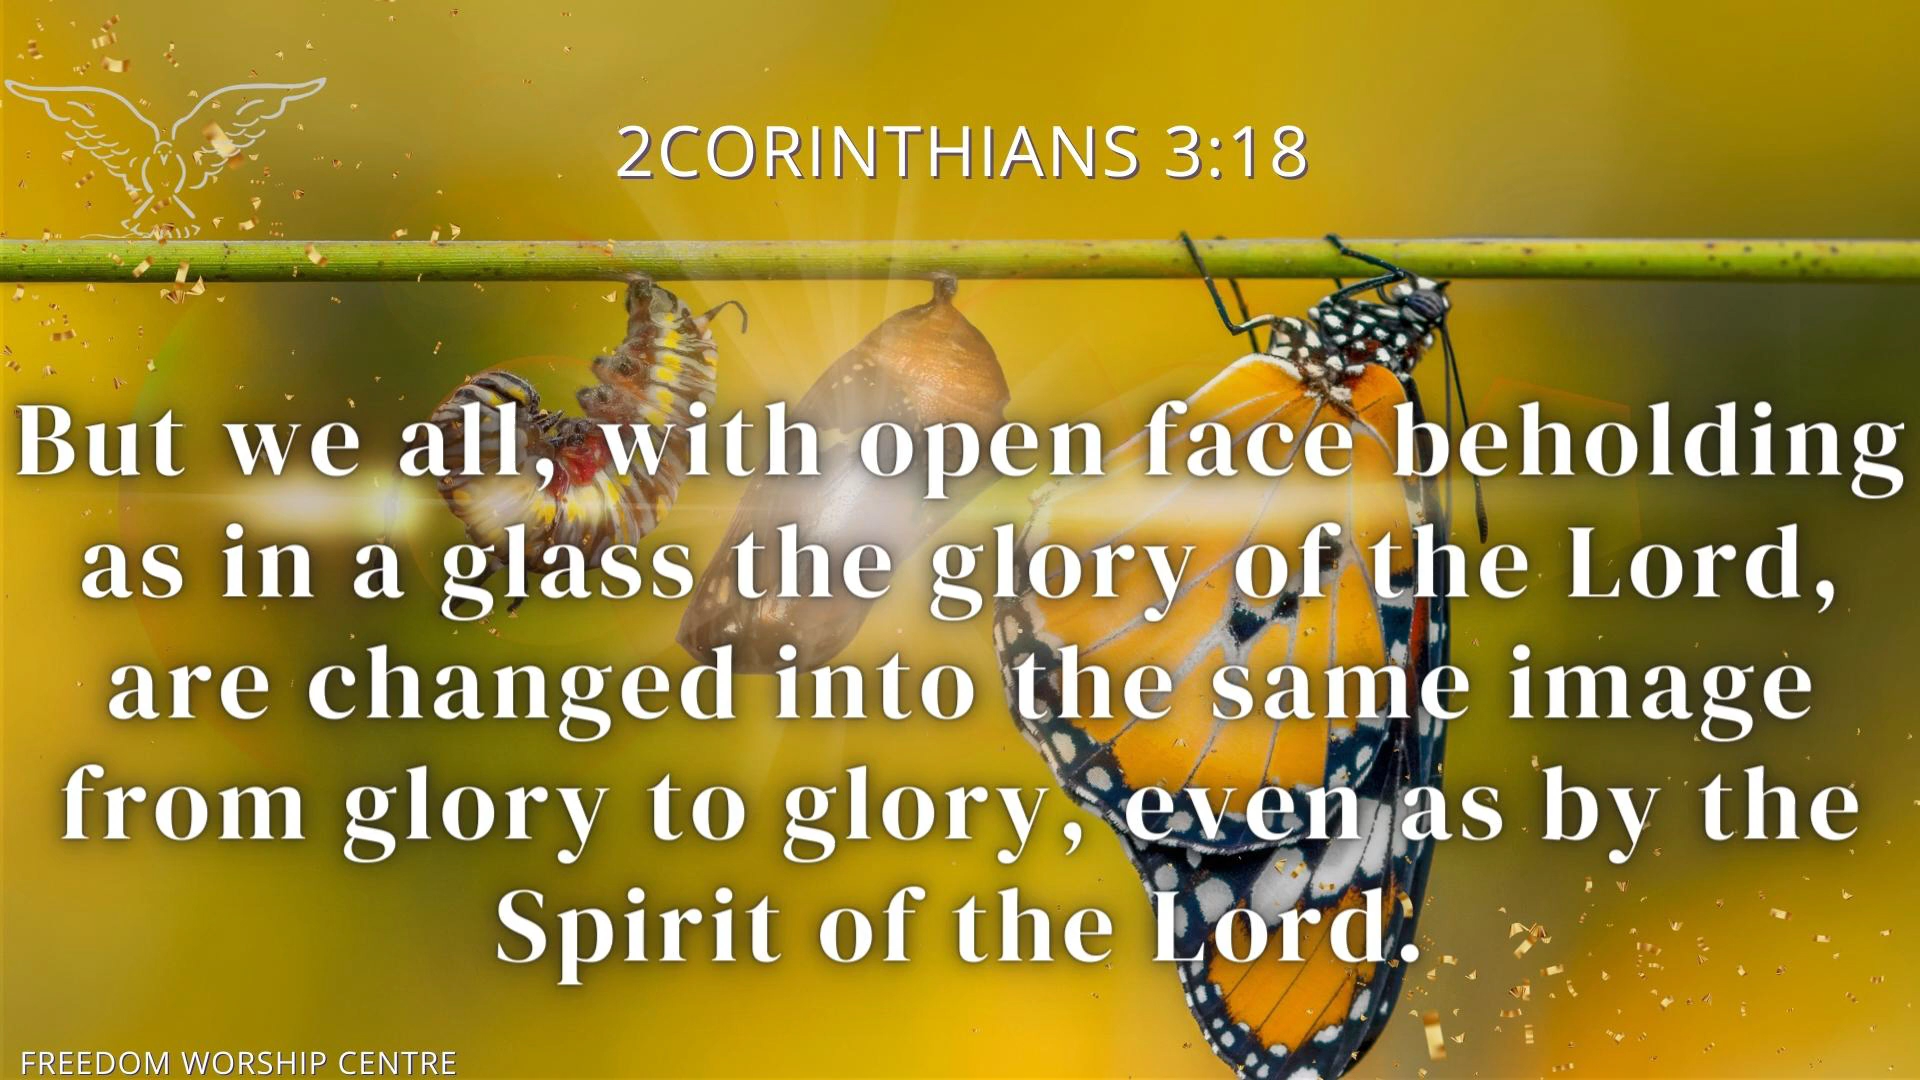 2CORINTHIANS 3:18
But we all, with open face beholding
as in a glass the glory of the Lord,
are changed into the same image
from glory to glory, even as by the
Spirit of the Lord.
FREEDOM WORSHIP CENTRE